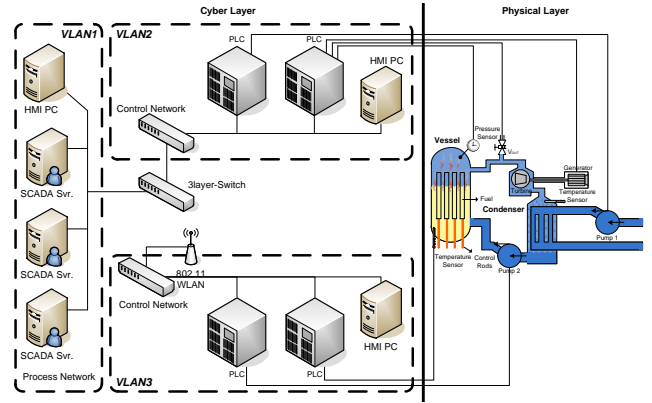 Cyber Layer
Physical Layer
VLAN1
HMI PC
SCADA Svr.
SCADA Svr.
SCADA Svr.
Process Network
VLAN2
PLC
PLC
HMI PC
Control Network
3layer-Switch
802.11
WLAN
Control Network
PLC
PLC
HMI PC
VLAN3
Pressure
Sensor
Vessel
Vout
Generator
Turbine
Temperature
Sensor
Fuel
Condenser
Pump 1
Temperature
Sensor
Control
Rods
Pump 2